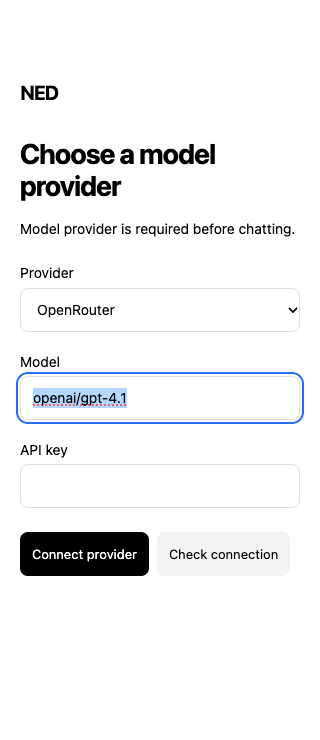 NED
Choose a model
provider
Model provider is required before chatting.
Provider
OpenRouter
Model
openai/gpt-4.1
API key
Connect provider
Check connection